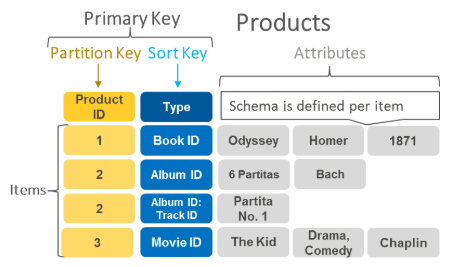 Primary Key
Products
Partition Key
Sort Key
Attributes
Product
ID
Type
Schema is defined per item
Items
1
Book ID
Odyssey
Homer
1871
2
Album ID
6 Partitas
Bach
2
Album ID:
Track ID
Partita
No. 1
3
Movie ID
The Kid
Drama,
Comedy
Chaplin